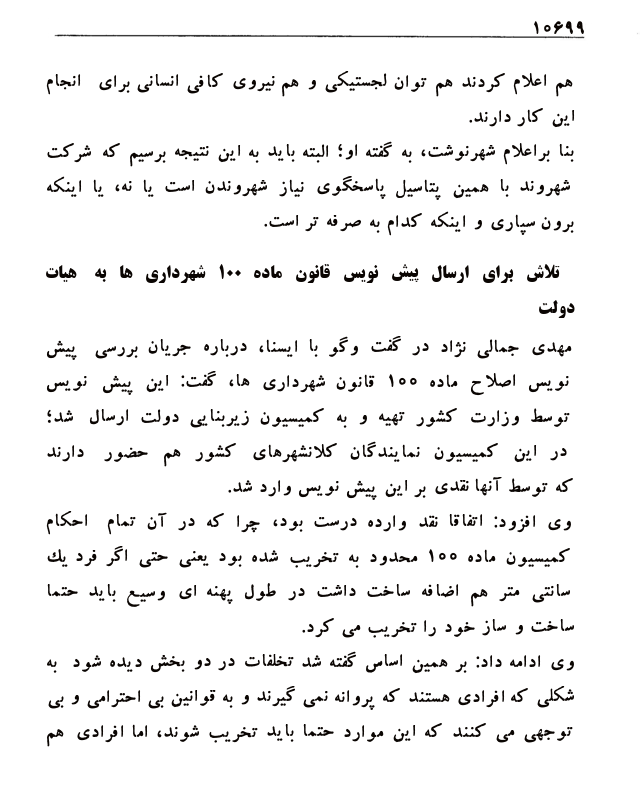 ۱۰۶۹۹
هم اعلام کردند هم توان لجستیکی و هم نیروی کافی انسانی برای انجام
این کار دارند.
بنا براعلام شهرنوشت، به گفته او؛ البته باید به این نتیجه برسیم که شرکت
شهروند با همین پتاسیل پاسخگوی نیاز شهروندن است یا نه، یا اینکه
برون سپاری و اینکه کدام به صرفه تر است.
تلاش برای ارسال پیش نویس قانون ماده ۱۰۰ شهرداری ها به هیات
دولت
مهدی جمالی نژاد در گفت وگو با ایسنا، درباره جریان بررسی پیش
نویس اصلاح ماده ۱۰۰ قانون شهرداری ها، گفت: این پیش نویس
توسط وزارت کشور تهیه و به کمیسیون زیربنایی دولت ارسال شد؛
در این کمیسیون نمایندگان کلانشهرهای کشور هم حضور دارند
که توسط آنها نقدی بر این پیش نویس وارد شد.
وی افزود: اتفاقا نقد وارده درست بود، چرا که در آن تمام احکام
کمیسیون ماده ۱۰۰ محدود به تخریب شده بود یعنی حتی اگر فرد یك
سانتی متر هم اضافه ساخت داشت در طول پهنه ای وسیع باید حتما
ساخت و ساز خود را تخریب می کرد.
وی ادامه داد: بر همین اساس گفته شد تخلفات در دو بخش دیده شود به
شکلی که افرادی هستند که پروانه نمی گیرند و به قوانین بی احترامی و بی
توجهی می کنند که این موارد حتما باید تخریب شوند، اما افرادی هم